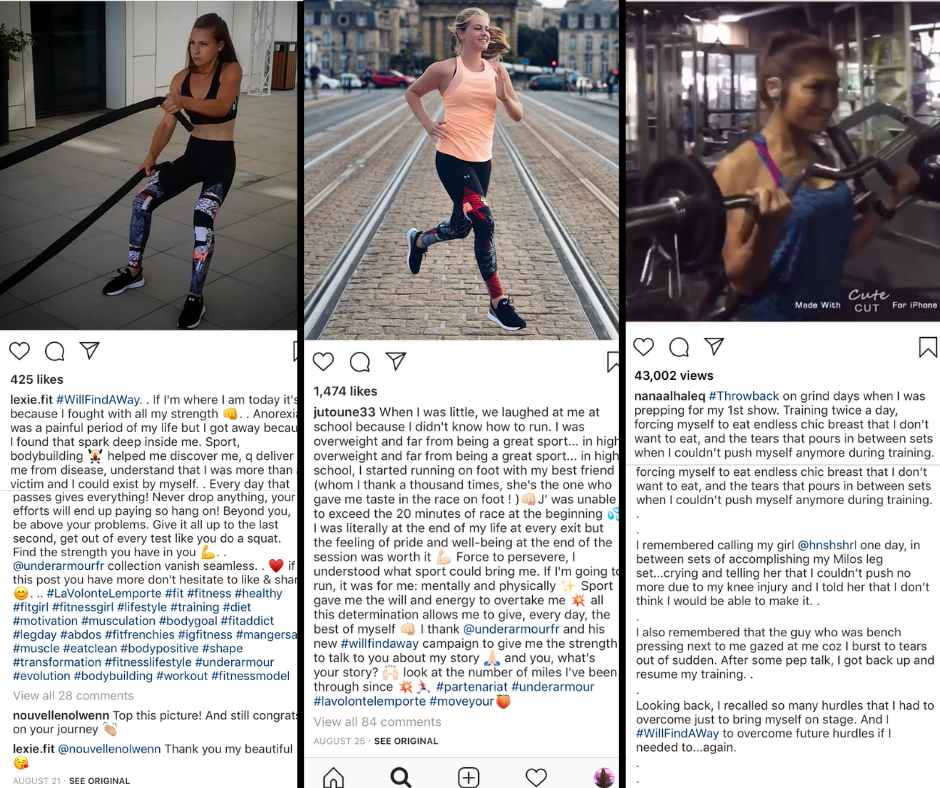 425 likes
lexie.fit #WillFindAWay. . If I'm where I am today it's
because I fought with all my strength 👊. . Anorexia
was a painful period of my life but I got away becau
I found that spark deep inside me. Sport,
bodybuilding 🏋️ helped me discover me, q deliver
me from disease, understand that I was more than
victim and I could exist by myself. . Every day that
passes gives everything! Never drop anything, your
efforts will end up paying so hang on! Beyond you,
be above your problems. Give it all up to the last
second, get out of every test like you do a squat.
Find the strength you have in you 💪. .
@underarmourfr collection vanish seamless. . ♥️ if
this post you have more don't hesitate to like & shar
😊. .. #LaVolonteLemporte #fit #fitness #healthy
#fitgirl #fitnessgirl #lifestyle #training #diet
#motivation #musculation #bodygoal #fitaddict
#legday #abdos #fitfrenchies #igfitness #mangersa
#muscle #eatclean #bodypositive #shape
#transformation #fitnesslifestyle #underarmour
#evolution #bodybuilding #workout #fitnessmodel
View all 28 comments
nouvellenolwenn Top this picture! And still congrats
on your journey 👏🏼
lexie.fit @nouvellenolwenn Thank you my beautiful
😘
AUGUST 21 · SEE ORIGINAL
1,474 likes
jutoune33 When I was little, we laughed at me at
school because I didn't know how to run. I was
overweight and far from being a great sport... in high
overweight and far from being a great sport... in high
school, I started running on foot with my best friend
(whom I thank a thousand times, she's the one who
gave me taste in the race on foot ! )👊🏻J' was unable
to exceed the 20 minutes of race at the beginning 💦
I was literally at the end of my life at every exit but
the feeling of pride and well-being at the end of the
session was worth it 💪🏻 Force to persevere, I
understood what sport could bring me. If I'm going to
run, it was for me: mentally and physically ✨ Sport
gave me the will and energy to overtake me 💥 all
this determination allows me to give, every day, the
best of myself 👊🏻 I thank @underarmourfr and his
new #willfindaway campaign to give me the strength
to talk to you about my story 🙏🏻 and you, what's
your story? 🙌🏻 look at the number of miles I've been
through since 💥🏃🏼‍♀️ #partenariat #underarmour
#lavolontelemporte #moveyour🍑
View all 84 comments
AUGUST 25 · SEE ORIGINAL
Made With Cute CUT For iPhone
43,002 views
nanaalhaleq #Throwback on grind days when I was
prepping for my 1st show. Training twice a day,
forcing myself to eat endless chic breast that I don't
want to eat, and the tears that pours in between sets
when I couldn't push myself anymore during training.
forcing myself to eat endless chic breast that I don't
want to eat, and the tears that pours in between sets
when I couldn't push myself anymore during training.
.
.
I remembered calling my girl @hnshshrl one day, in
between sets of accomplishing my Milos leg
set...crying and telling her that I couldn't push no
more due to my knee injury and I told her that I don't
think I would be able to make it. .
.
I also remembered that the guy who was bench
pressing next to me gazed at me coz I burst to tears
out of sudden. After some pep talk, I got back up and
resume my training. .
.
Looking back, I recalled so many hurdles that I had to
overcome just to bring myself on stage. And I
#WillFindAWay to overcome future hurdles if I
needed to...again.
.
.